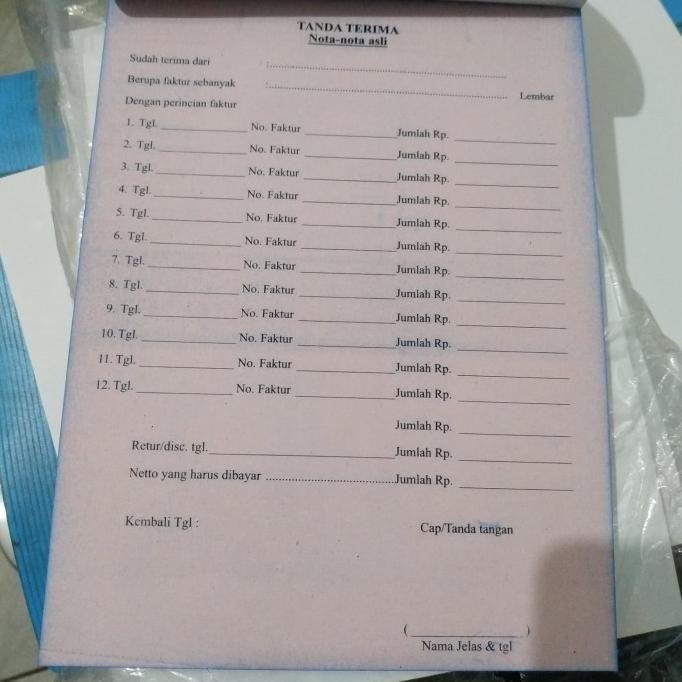 TANDA TERIMA
Nota-nota asli
Sudah terima dari :
Berupa faktur sebanyak : Lembar
Dengan perincian faktur
1. Tgl. No. Faktur Jumlah Rp.
2. Tgl. No. Faktur Jumlah Rp.
3. Tgl. No. Faktur Jumlah Rp.
4. Tgl. No. Faktur Jumlah Rp.
5. Tgl. No. Faktur Jumlah Rp.
6. Tgl. No. Faktur Jumlah Rp.
7. Tgl. No. Faktur Jumlah Rp.
8. Tgl. No. Faktur Jumlah Rp.
9. Tgl. No. Faktur Jumlah Rp.
10. Tgl. No. Faktur Jumlah Rp.
11. Tgl. No. Faktur Jumlah Rp.
12. Tgl. No. Faktur Jumlah Rp.
Jumlah Rp.
Retur/disc. tgl. Jumlah Rp.
Netto yang harus dibayar Jumlah Rp.
Kembali Tgl : Cap/Tanda tangan
( )
Nama Jelas & tgl